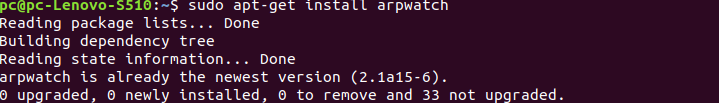 pc@pc-Lenovo-S510:~$ sudo apt-get install arpwatch
Reading package lists... Done
Building dependency tree
Reading state information... Done
arpwatch is already the newest version (2.1a15-6).
0 upgraded, 0 newly installed, 0 to remove and 33 not upgraded.